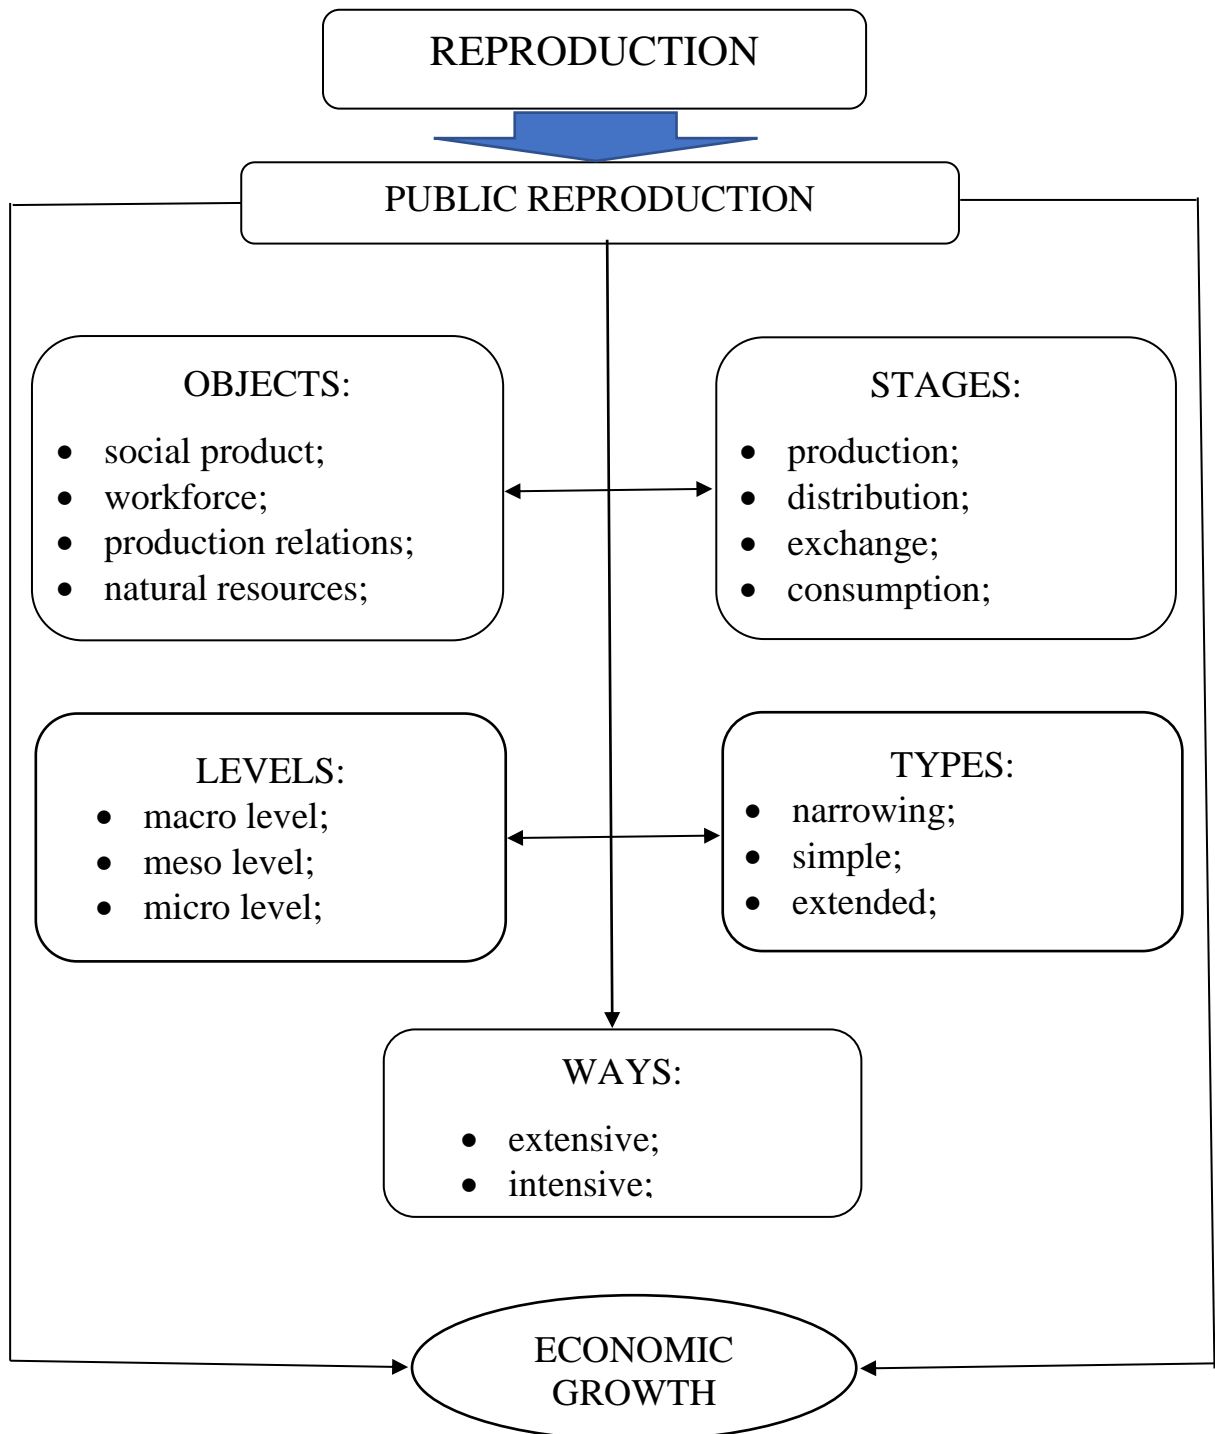 REPRODUCTION
PUBLIC REPRODUCTION
OBJECTS:
• social product;
• workforce;
• production relations;
• natural resources;
STAGES:
• production;
• distribution;
• exchange;
• consumption;
LEVELS:
• macro level;
• meso level;
• micro level;
TYPES:
• narrowing;
• simple;
• extended;
WAYS:
• extensive;
• intensive;
ECONOMIC
GROWTH